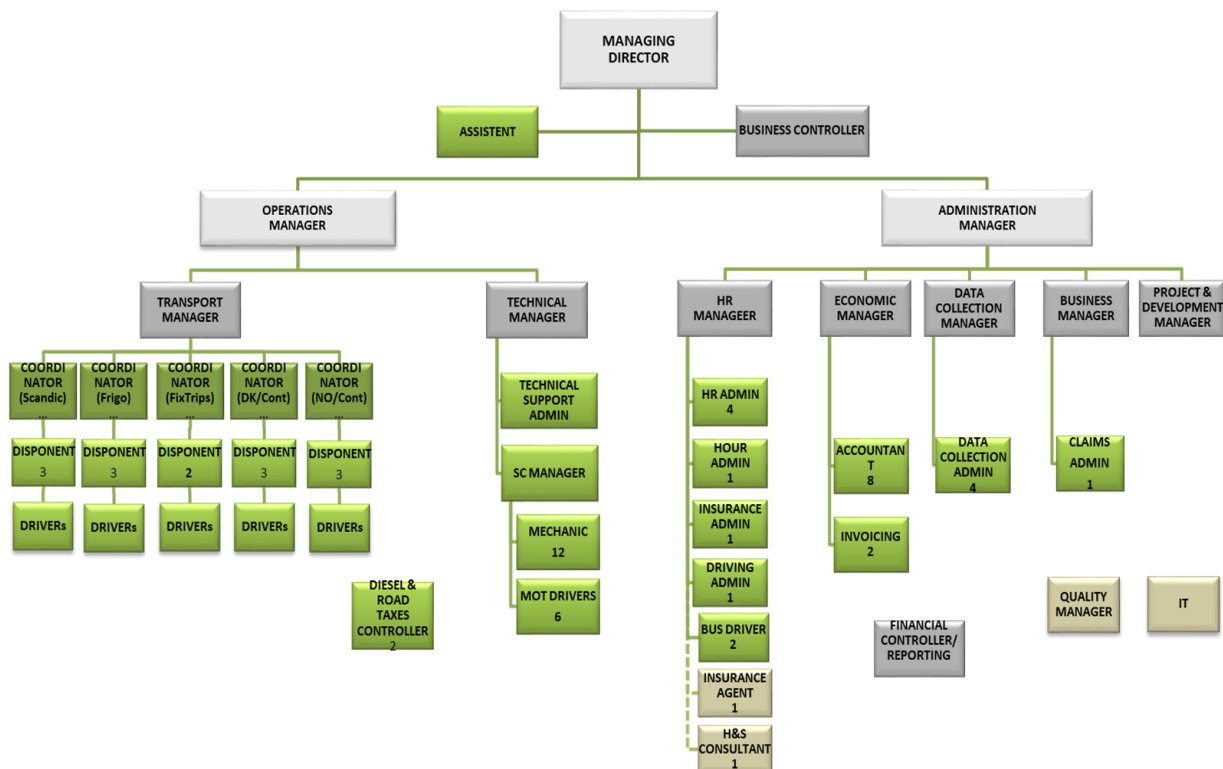 MANAGING
DIRECTOR
ASSISTENT
BUSINESS CONTROLLER
OPERATIONS
MANAGER
ADMINISTRATION
MANAGER
TRANSPORT
MANAGER
TECHNICAL
MANAGER
HR
MANAGEER
ECONOMIC
MANAGER
DATA
COLLECTION
MANAGER
BUSINESS
MANAGER
PROJECT &
DEVELOPMENT
MANAGER
COORDI
NATOR
(Scandic)
...
COORDI
NATOR
(Frigo)
...
COORDI
NATOR
(FixTrips)
...
COORDI
NATOR
(DK/Cont)
...
COORDI
NATOR
(NO/Cont)
...
DISPONENT
3
DISPONENT
3
DISPONENT
2
DISPONENT
3
DISPONENT
3
DRIVERs
DRIVERs
DRIVERs
DRIVERs
DRIVERs
DIESEL &
ROAD
TAXES
CONTROLLER
2
TECHNICAL
SUPPORT
ADMIN
SC MANAGER
MECHANIC
12
MOT DRIVERS
6
HR ADMIN
4
HOUR
ADMIN
1
INSURANCE
ADMIN
1
DRIVING
ADMIN
1
BUS DRIVER
2
INSURANCE
AGENT
1
H&S
CONSULTANT
1
ACCOUNTAN
T
8
INVOICING
2
DATA
COLLECTION
ADMIN
4
CLAIMS
ADMIN
1
FINANCIAL
CONTROLLER/
REPORTING
QUALITY
MANAGER
IT